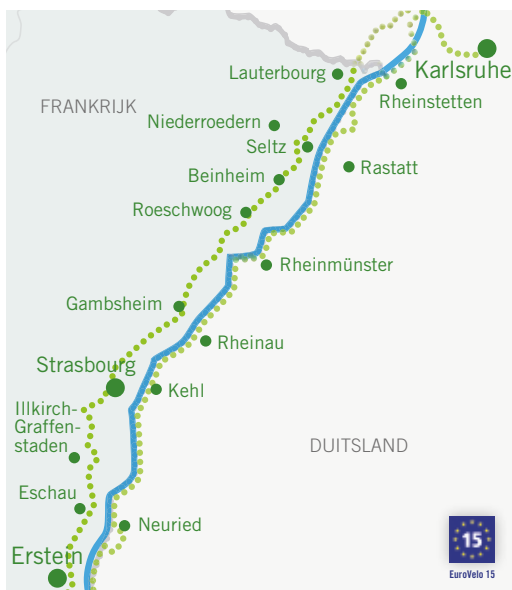 Lauterbourg
Karlsruhe
Rheinstetten
FRANKRIJK
Niederroedern
Seltz
Rastatt
Beinheim
Roeschwoog
Rheinmünster
Gambsheim
Rheinau
Strasbourg
Kehl
Illkirch-
Graffen-
staden
DUITSLAND
Eschau
Neuried
15
Erstein
EuroVelo 15